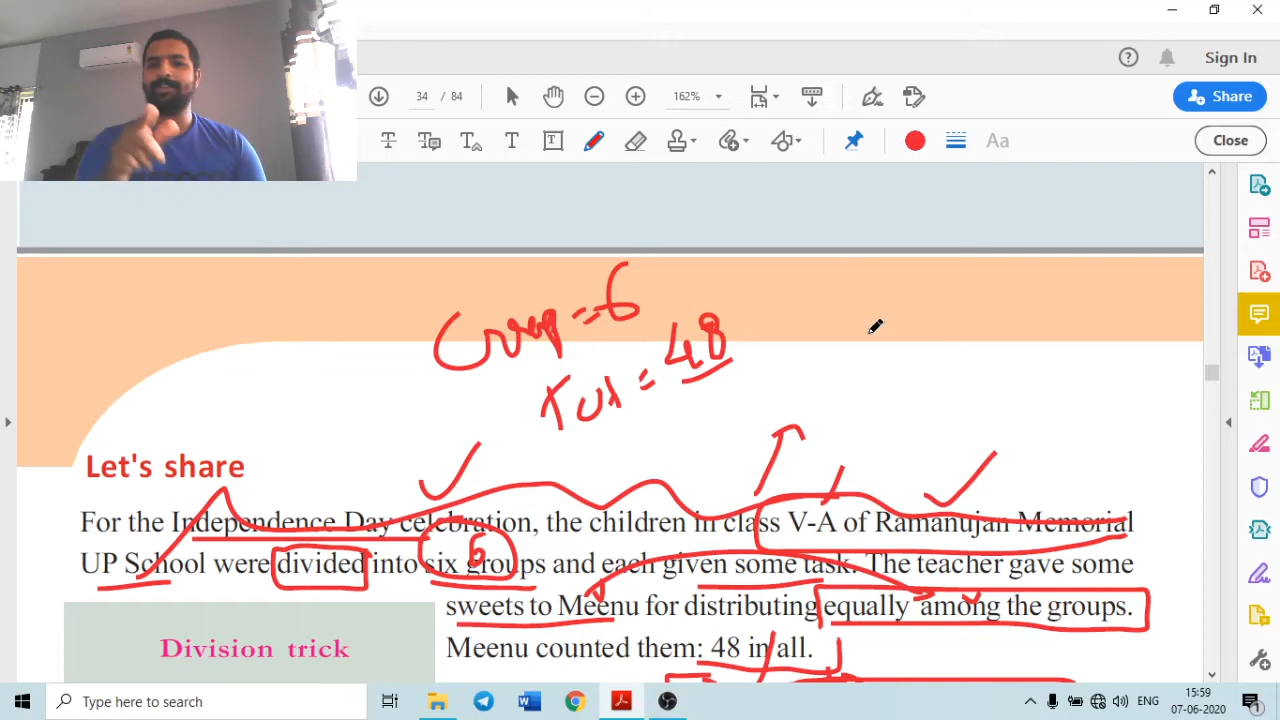 Sign In
34 / 84
162%
Share
Aa
Close
Group = 6
Tot = 48
Let's share
For the Independence Day celebration, the children in class V-A of Ramanujan Memorial
UP School were divided into six groups and each given some task. The teacher gave some
6
sweets to Meenu for distributing equally among the groups.
Meenu counted them: 48 in all.
Division trick
Type here to search
ENG
15:59
07-06-2020